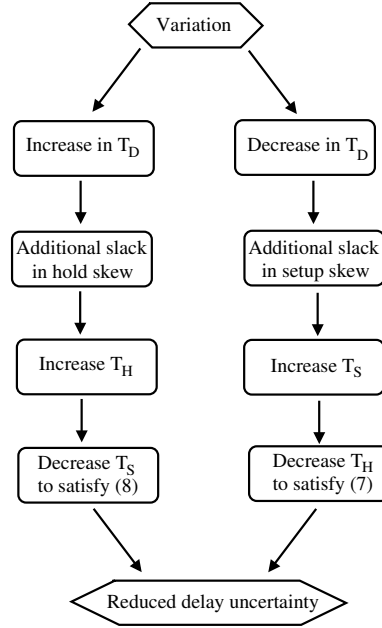 Variation
Increase in T_D
Decrease in T_D
Additional slack
in hold skew
Additional slack
in setup skew
Increase T_H
Increase T_S
Decrease T_S
to satisfy (8)
Decrease T_H
to satisfy (7)
Reduced delay uncertainty